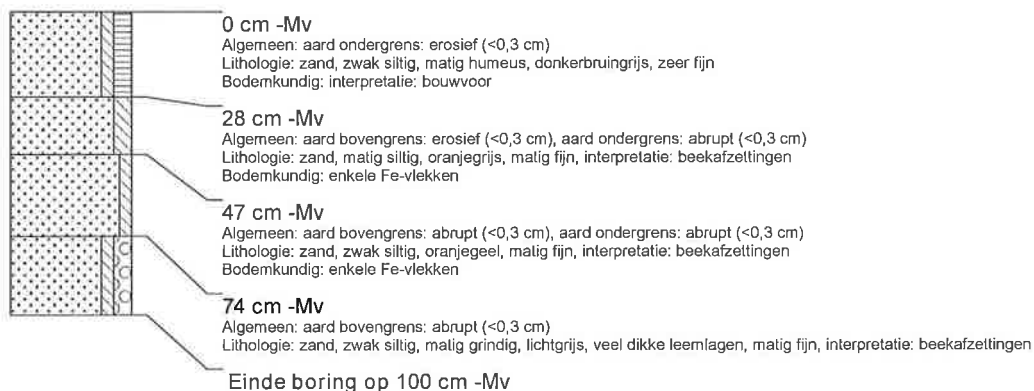 0 cm -Mv
Algemeen: aard ondergrens: erosief (<0,3 cm)
Lithologie: zand, zwak siltig, matig humeus, donkerbruingrijs, zeer fijn
Bodemkundig: interpretatie: bouwvoor
28 cm -Mv
Algemeen: aard bovengrens: erosief (<0,3 cm), aard ondergrens: abrupt (<0,3 cm)
Lithologie: zand, matig siltig, oranjegrijs, matig fijn, interpretatie: beekafzettingen
Bodemkundig: enkele Fe-vlekken
47 cm -Mv
Algemeen: aard bovengrens: abrupt (<0,3 cm), aard ondergrens: abrupt (<0,3 cm)
Lithologie: zand, zwak siltig, oranjegeel, matig fijn, interpretatie: beekafzettingen
Bodemkundig: enkele Fe-vlekken
74 cm -Mv
Algemeen: aard bovengrens: abrupt (<0,3 cm)
Lithologie: zand, zwak siltig, matig grindig, lichtgrijs, veel dikke leemlagen, matig fijn, interpretatie: beekafzettingen
Einde boring op 100 cm -Mv